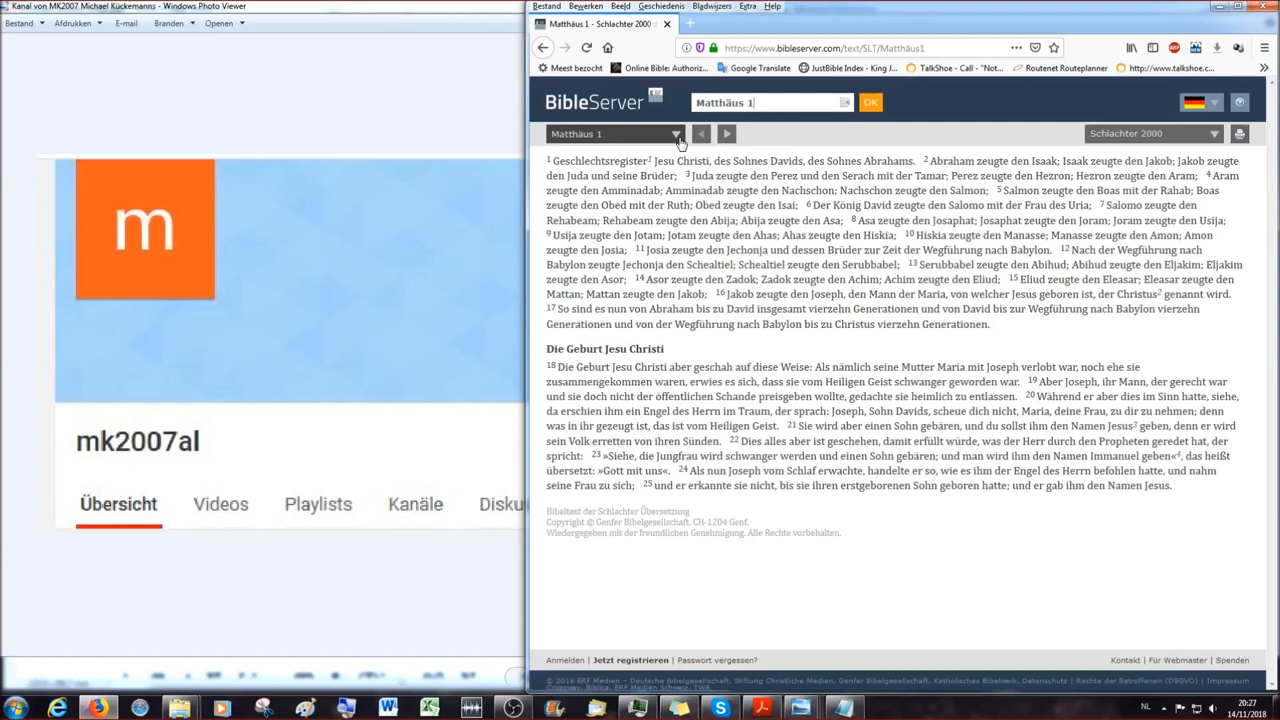 Kanal von MK2007 Michael Kückemanns - Windows Photo Viewer
Bestand Afdrukken E-mail Branden Openen
m
mk2007al
Übersicht Videos Playlists Kanäle Disku
Bestand Bewerken Beeld Geschiedenis Bladwijzers Extra Help
Matthäus 1 - Schlachter 2000
https://www.bibleserver.com/text/SLT/Matthäus1
Meest bezocht Online Bible: Authoriz... Google Translate JustBible Index - King J... TalkShoe - Call - "Not... Routenet Routeplanner http://www.talkshoe.c...
BibleServer Matthäus 1 OK
Matthäus 1 Schlachter 2000
1 Geschlechtsregister1 Jesu Christi, des Sohnes Davids, des Sohnes Abrahams. 2 Abraham zeugte den Isaak; Isaak zeugte den Jakob; Jakob zeugte
den Juda und seine Brüder; 3 Juda zeugte den Perez und den Serach mit der Tamar; Perez zeugte den Hezron; Hezron zeugte den Aram; 4 Aram
zeugte den Amminadab; Amminadab zeugte den Nachschon; Nachschon zeugte den Salmon; 5 Salmon zeugte den Boas mit der Rahab; Boas
zeugte den Obed mit der Ruth; Obed zeugte den Isai; 6 Der König David zeugte den Salomo mit der Frau des Uria; 7 Salomo zeugte den
Rehabeam; Rehabeam zeugte den Abija; Abija zeugte den Asa; 8 Asa zeugte den Josaphat; Josaphat zeugte den Joram; Joram zeugte den Usija;
9 Usija zeugte den Jotam; Jotam zeugte den Ahas; Ahas zeugte den Hiskia; 10 Hiskia zeugte den Manasse; Manasse zeugte den Amon; Amon
zeugte den Josia; 11 Josia zeugte den Jechonja und dessen Brüder zur Zeit der Wegführung nach Babylon. 12 Nach der Wegführung nach
Babylon zeugte Jechonja den Schealtiel; Schealtiel zeugte den Serubbabel; 13 Serubbabel zeugte den Abihud; Abihud zeugte den Eljakim; Eljakim
zeugte den Asor; 14 Asor zeugte den Zadok; Zadok zeugte den Achim; Achim zeugte den Eliud; 15 Eliud zeugte den Eleasar; Eleasar zeugte den
Mattan; Mattan zeugte den Jakob; 16 Jakob zeugte den Joseph, den Mann der Maria, von welcher Jesus geboren ist, der Christus2 genannt wird.
17 So sind es nun von Abraham bis zu David insgesamt vierzehn Generationen und von David bis zur Wegführung nach Babylon vierzehn
Generationen und von der Wegführung nach Babylon bis zu Christus vierzehn Generationen.
Die Geburt Jesu Christi
18 Die Geburt Jesu Christi aber geschah auf diese Weise: Als nämlich seine Mutter Maria mit Joseph verlobt war, noch ehe sie
zusammengekommen waren, erwies es sich, dass sie vom Heiligen Geist schwanger geworden war. 19 Aber Joseph, ihr Mann, der gerecht war
und sie doch nicht der öffentlichen Schande preisgeben wollte, gedachte sie heimlich zu entlassen. 20 Während er aber dies im Sinn hatte, siehe,
da erschien ihm ein Engel des Herrn im Traum, der sprach: Joseph, Sohn Davids, scheue dich nicht, Maria, deine Frau, zu dir zu nehmen; denn
was in ihr gezeugt ist, das ist vom Heiligen Geist. 21 Sie wird aber einen Sohn gebären, und du sollst ihm den Namen Jesus3 geben, denn er wird
sein Volk erretten von ihren Sünden. 22 Dies alles aber ist geschehen, damit erfüllt würde, was der Herr durch den Propheten geredet hat, der
spricht: 23 »Siehe, die Jungfrau wird schwanger werden und einen Sohn gebären; und man wird ihm den Namen Immanuel geben«4, das heißt
übersetzt: »Gott mit uns«. 24 Als nun Joseph vom Schlaf erwachte, handelte er so, wie es ihm der Engel des Herrn befohlen hatte, und nahm
seine Frau zu sich; 25 und er erkannte sie nicht, bis sie ihren erstgeborenen Sohn geboren hatte; und er gab ihm den Namen Jesus.
Bibeltext der Schlachter Übersetzung
Copyright © Genfer Bibelgesellschaft, CH-1204 Genf.
Wiedergegeben mit der freundlichen Genehmigung. Alle Rechte vorbehalten.
Anmelden | Jetzt registrieren | Passwort vergessen? Kontakt | Für Webmaster | Spenden
© 2018 ERF Medien - Deutsche Bibelgesellschaft, Stiftung Christliche Medien, Genfer Bibelgesellschaft, Katholisches Bibelwerk, Datenschutz | Rechte der Betroffenen (DSGVO) | Impressum
Crossway, Biblica, ERF Medien Schweiz, TWR
NL 20:27
14/11/2018